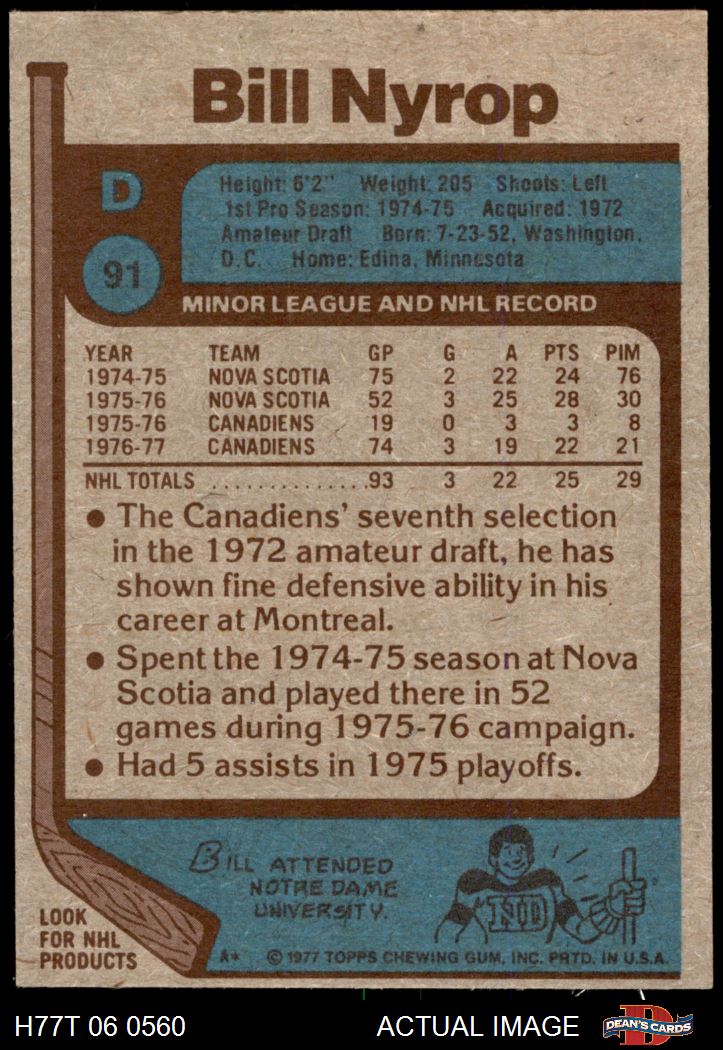 Bill Nyrop
D
91
Height: 6'2" Weight: 205 Shoots: Left
1st Pro Season: 1974-75 Acquired: 1972
Amateur Draft Born: 7-23-52, Washington,
D.C. Home: Edina, Minnesota
MINOR LEAGUE AND NHL RECORD
YEAR TEAM GP G A PTS PIM
1974-75 NOVA SCOTIA 75 2 22 24 76
1975-76 NOVA SCOTIA 52 3 25 28 30
1975-76 CANADIENS 19 0 3 3 8
1976-77 CANADIENS 74 3 19 22 21
NHL TOTALS ..............93 3 22 25 29
● The Canadiens' seventh selection
in the 1972 amateur draft, he has
shown fine defensive ability in his
career at Montreal.
● Spent the 1974-75 season at Nova
Scotia and played there in 52
games during 1975-76 campaign.
● Had 5 assists in 1975 playoffs.
BILL ATTENDED
NOTRE DAME
UNIVERSITY.
ND
LOOK
FOR NHL
PRODUCTS
A* © 1977 TOPPS CHEWING GUM, INC. PRTD. IN U.S.A.
H77T 06 0560 ACTUAL IMAGE
D
DEAN'S CARDS